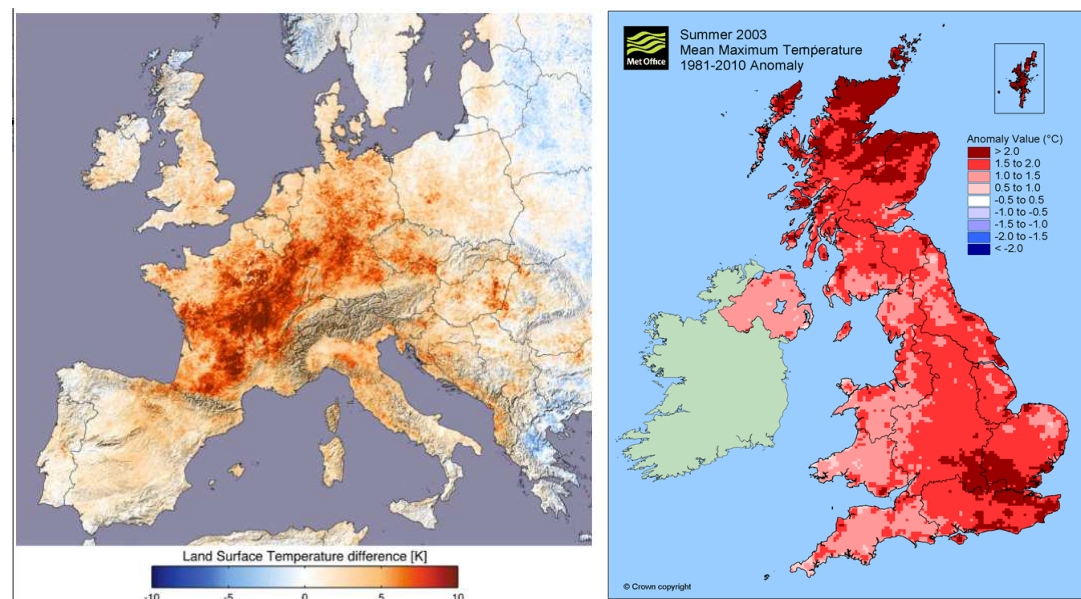 Land Surface Temperature difference [K]
-10 -5 0 5 10
Met Office
Summer 2003
Mean Maximum Temperature
1981-2010 Anomaly
Anomaly Value (°C)
> 2.0
1.5 to 2.0
1.0 to 1.5
0.5 to 1.0
-0.5 to 0.5
-1.0 to -0.5
-1.5 to -1.0
-2.0 to -1.5
< -2.0
© Crown copyright